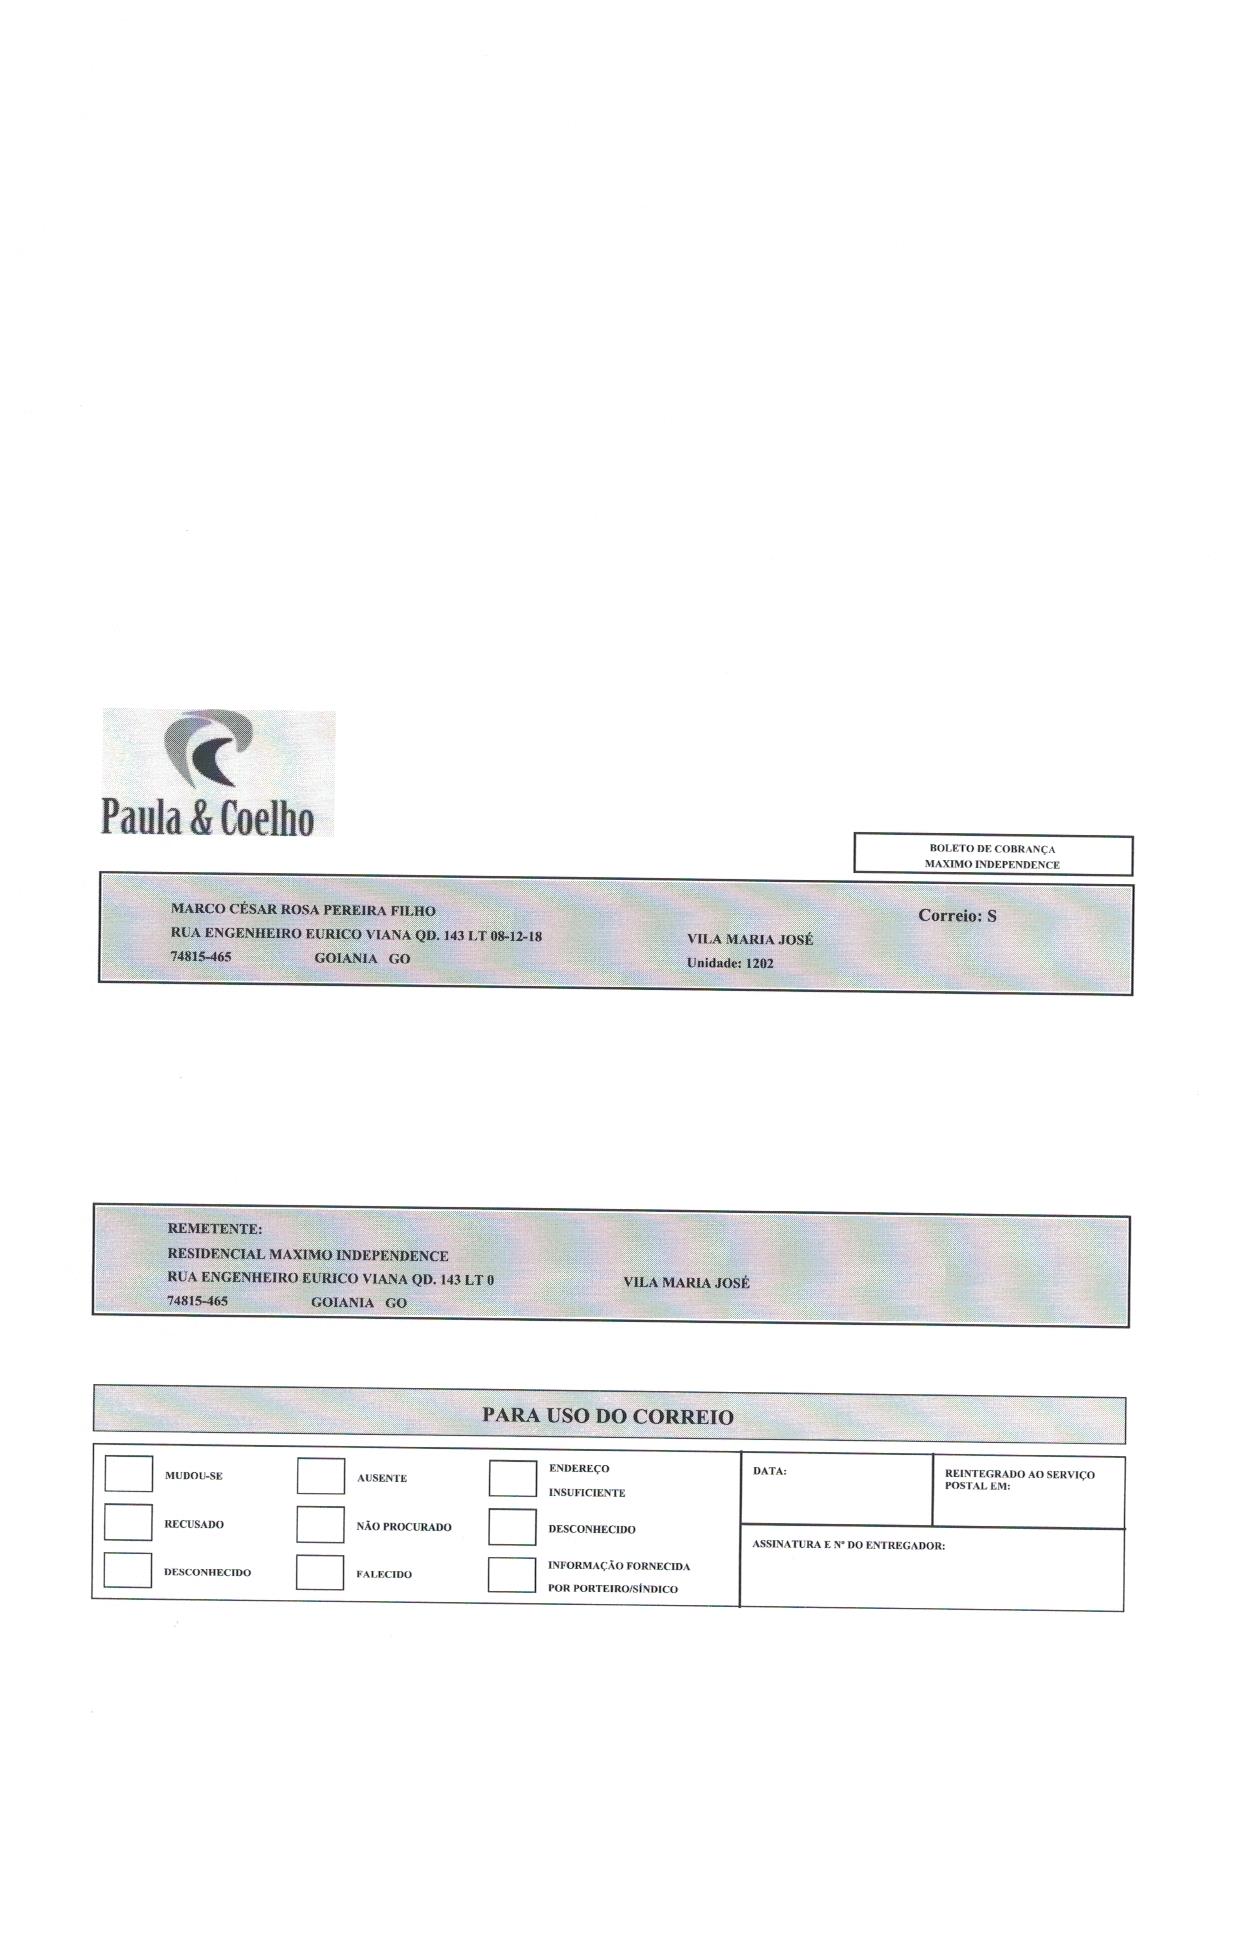 Paula & Coelho
BOLETO DE COBRANÇA
MAXIMO INDEPENDENCE
MARCO CÉSAR ROSA PEREIRA FILHO
Correio: S
RUA ENGENHEIRO EURICO VIANA QD. 143 LT 08-12-18
VILA MARIA JOSÉ
74815-465 GOIANIA GO
Unidade: 1202
REMETENTE:
RESIDENCIAL MAXIMO INDEPENDENCE
RUA ENGENHEIRO EURICO VIANA QD. 143 LT 0
VILA MARIA JOSÉ
74815-465 GOIANIA GO
PARA USO DO CORREIO
MUDOU-SE
AUSENTE
ENDEREÇO
INSUFICIENTE
DATA:
REINTEGRADO AO SERVIÇO
POSTAL EM:
RECUSADO
NÃO PROCURADO
DESCONHECIDO
ASSINATURA E Nº DO ENTREGADOR:
DESCONHECIDO
FALECIDO
INFORMAÇÃO FORNECIDA
POR PORTEIRO/SÍNDICO